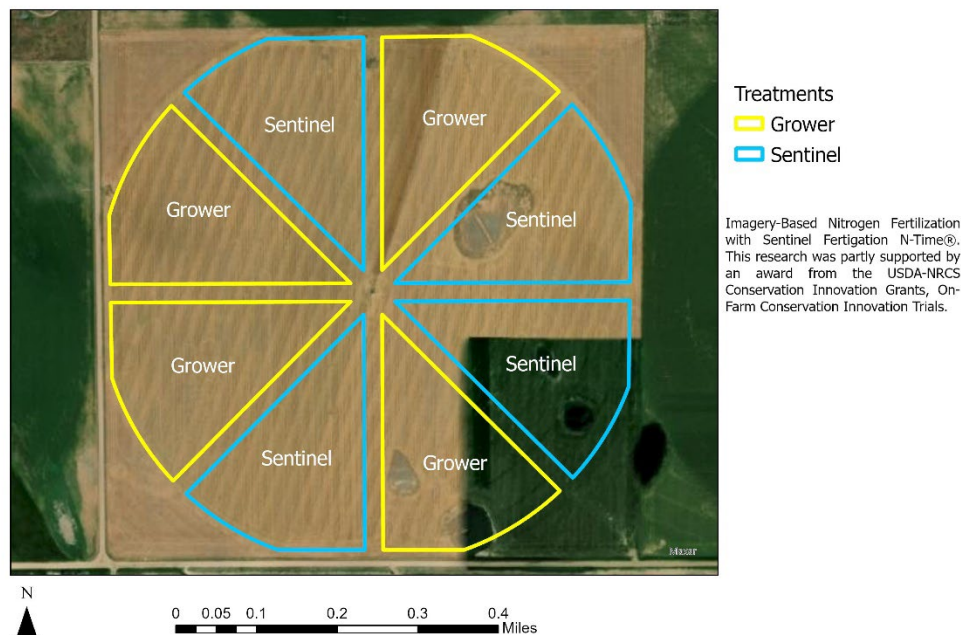 Sentinel
Grower
Treatments
Grower
Sentinel
Grower
Sentinel
Imagery-Based Nitrogen Fertilization
with Sentinel Fertigation N-Time®.
This research was partly supported by
an award from the USDA-NRCS
Conservation Innovation Grants, On-
Farm Conservation Innovation Trials.
Grower
Sentinel
Sentinel
Grower
Maxar
N
0 0.05 0.1 0.2 0.3 0.4
Miles